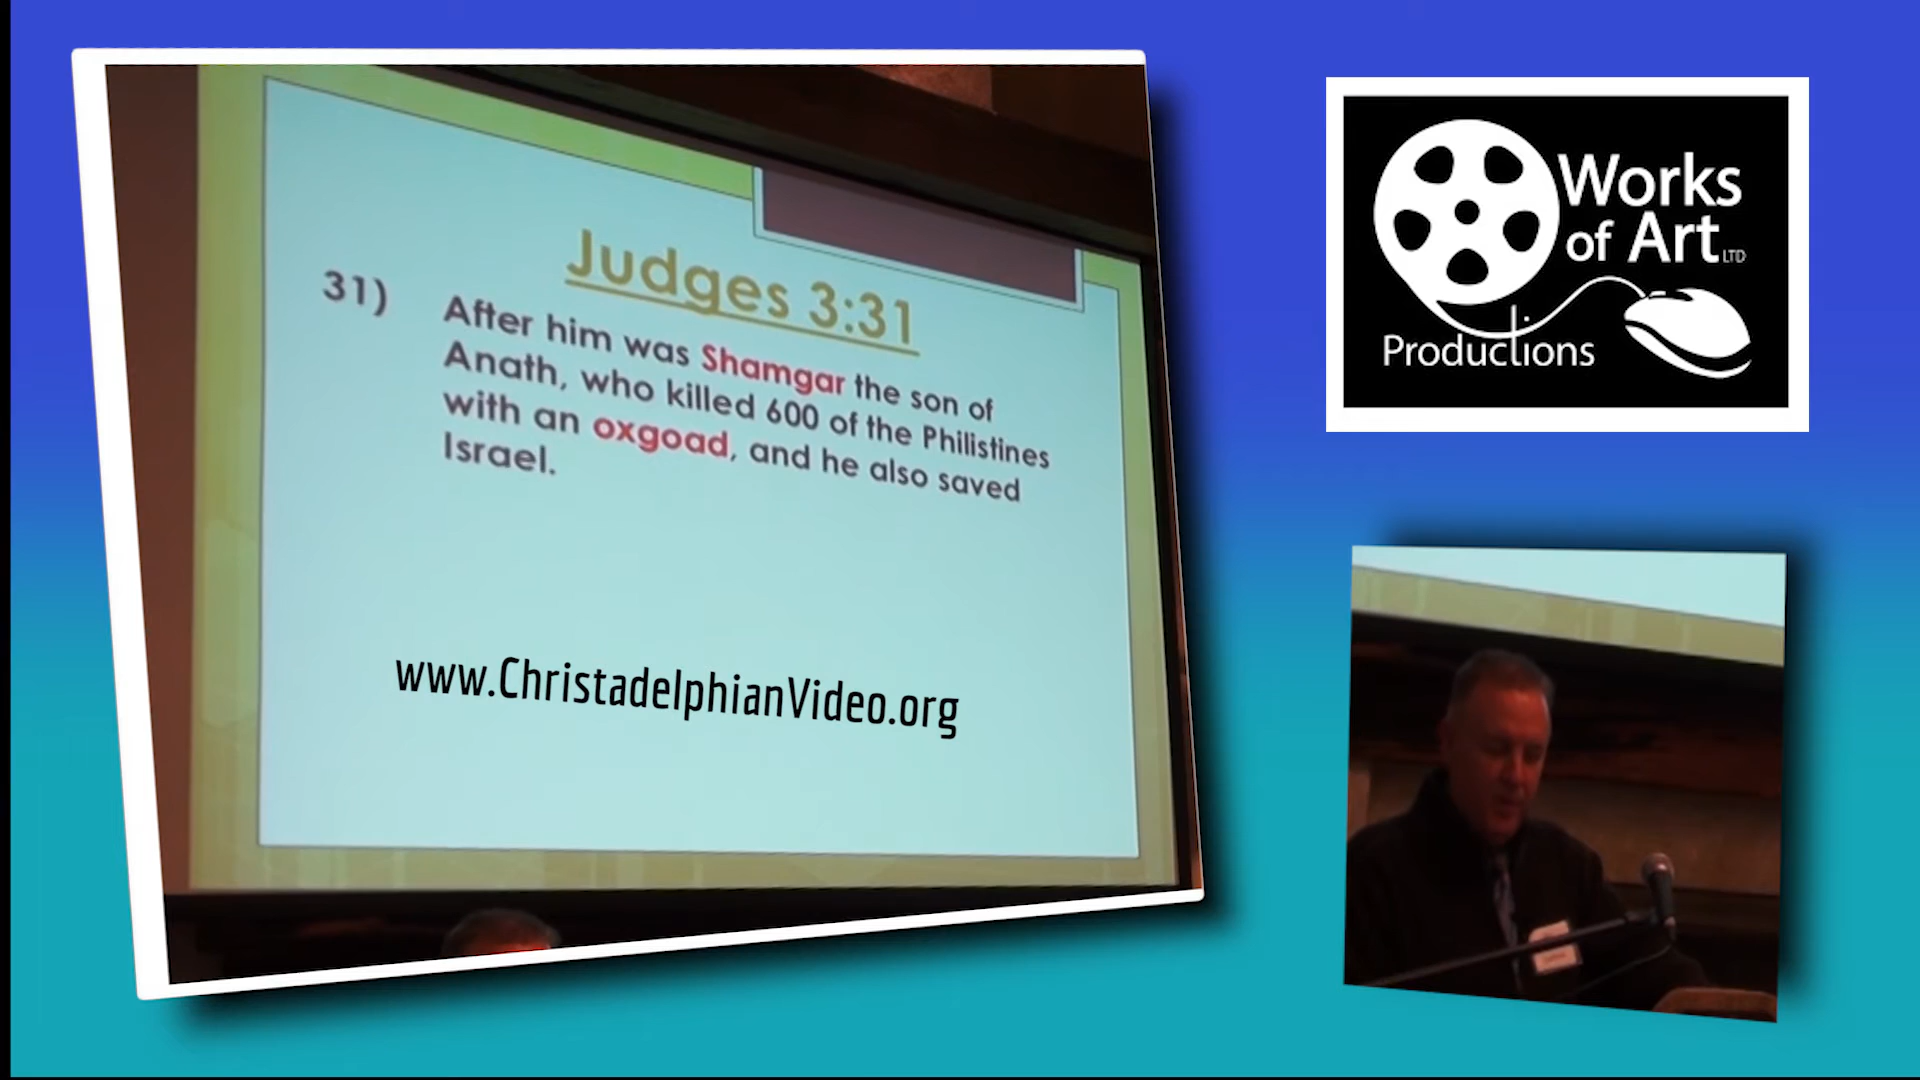 Judges 3:31
31) After him was Shamgar the son of
Anath, who killed 600 of the Philistines
with an oxgoad, and he also saved
Israel.
www.ChristadelphianVideo.org
Works
of Art LTD
Productions